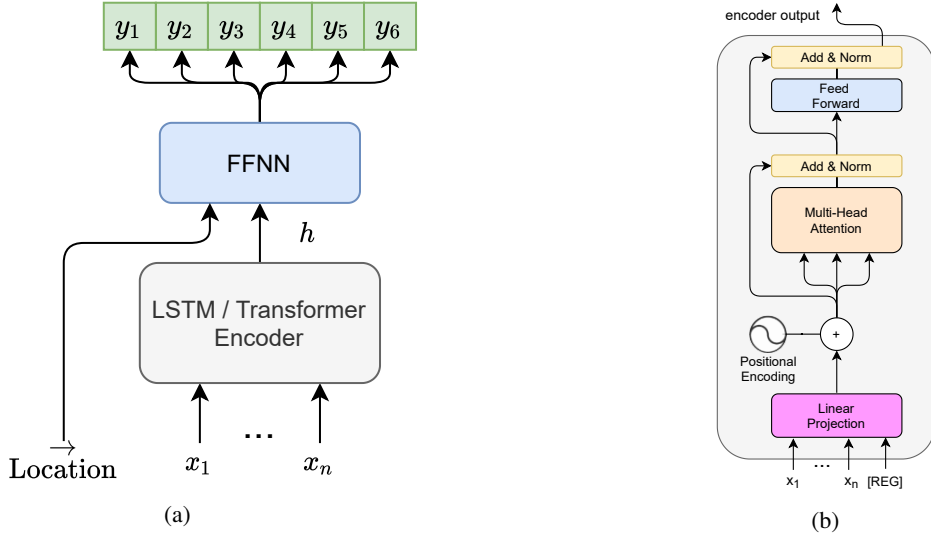 y1 y2 y3 y4 y5 y6
FFNN
h
LSTM / Transformer
Encoder
x1 ... xn
Location
(a)
encoder output
Add & Norm
Feed
Forward
Add & Norm
Multi-Head
Attention
+
Positional
Encoding
Linear
Projection
x1 ... xn [REG]
(b)